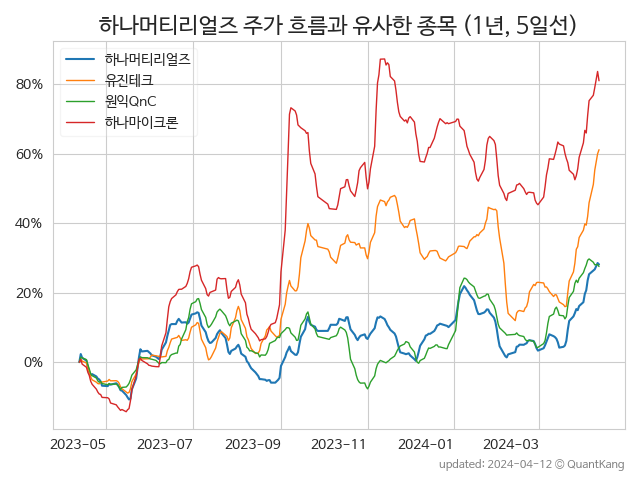 하나머티리얼즈 주가 흐름과 유사한 종목 (1년, 5일선)
하나머티리얼즈
유진테크
원익QnC
하나마이크론
80%
60%
40%
20%
0%
2023-05 2023-07 2023-09 2023-11 2024-01 2024-03
updated: 2024-04-12 © QuantKang